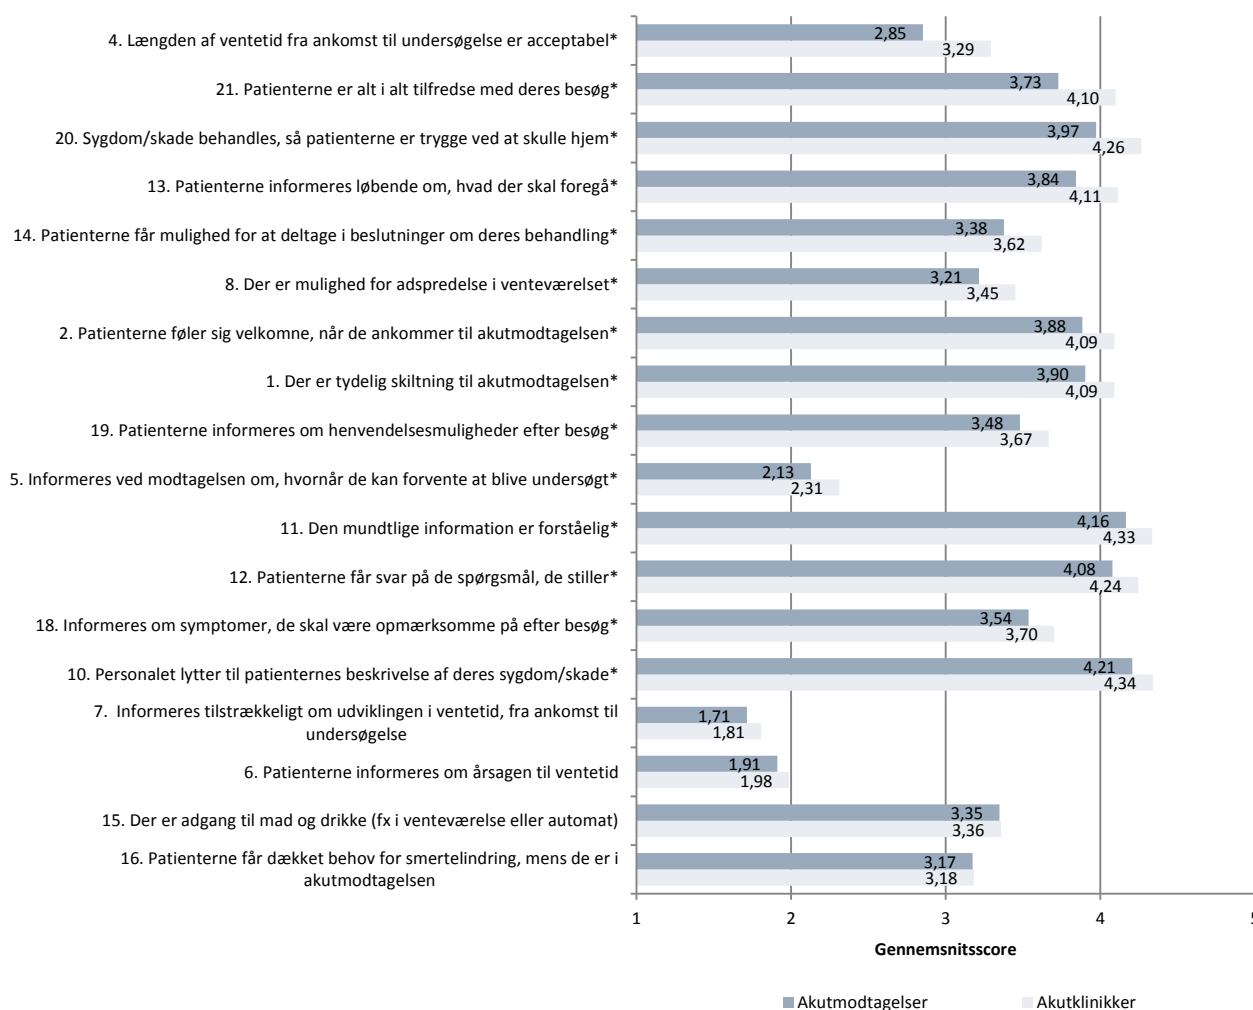 4. Længden af ventetid fra ankomst til undersøgelse er acceptabel*
2,85
3,29
21. Patienterne er alt i alt tilfredse med deres besøg*
3,73
4,10
20. Sygdom/skade behandles, så patienterne er trygge ved at skulle hjem*
3,97
4,26
13. Patienterne informeres løbende om, hvad der skal foregå*
3,84
4,11
14. Patienterne får mulighed for at deltage i beslutninger om deres behandling*
3,38
3,62
8. Der er mulighed for adspredelse i venteværelset*
3,21
3,45
2. Patienterne føler sig velkomne, når de ankommer til akutmodtagelsen*
3,88
4,09
1. Der er tydelig skiltning til akutmodtagelsen*
3,90
4,09
19. Patienterne informeres om henvendelsesmuligheder efter besøg*
3,48
3,67
5. Informeres ved modtagelsen om, hvornår de kan forvente at blive undersøgt*
2,13
2,31
11. Den mundtlige information er forståelig*
4,16
4,33
12. Patienterne får svar på de spørgsmål, de stiller*
4,08
4,24
18. Informeres om symptomer, de skal være opmærksomme på efter besøg*
3,54
3,70
10. Personalet lytter til patienternes beskrivelse af deres sygdom/skade*
4,21
4,34
7. Informeres tilstrækkeligt om udviklingen i ventetid, fra ankomst til
undersøgelse
1,71
1,81
6. Patienterne informeres om årsagen til ventetid
1,91
1,98
15. Der er adgang til mad og drikke (fx i venteværelse eller automat)
3,35
3,36
16. Patienterne får dækket behov for smertelindring, mens de er i
akutmodtagelsen
3,17
3,18
1 2 3 4 5
Gennemsnitsscore
Akutmodtagelser Akutklinikker